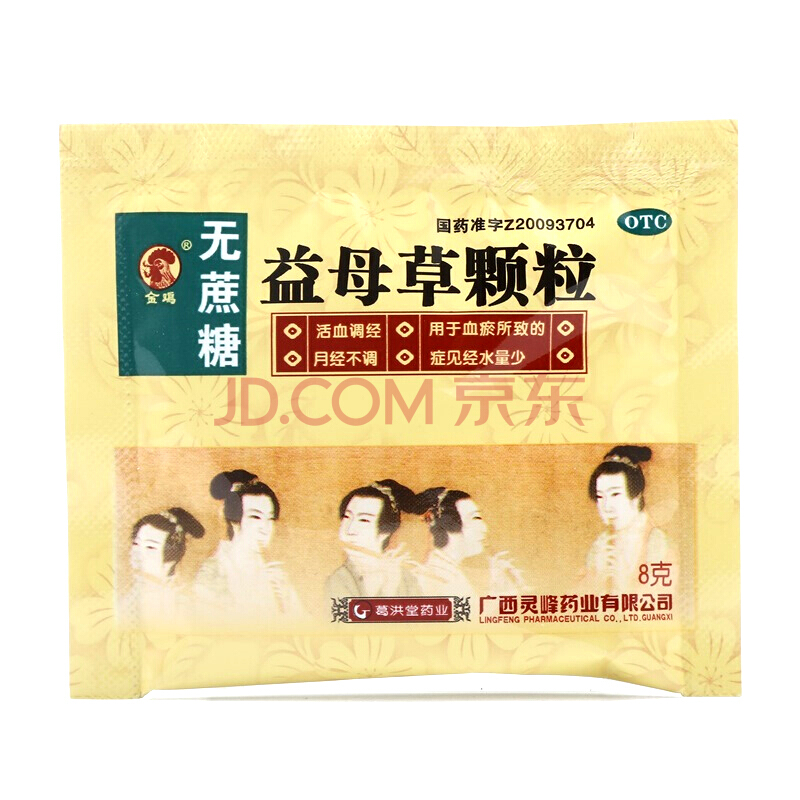 国药准字Z20093704
OTC
®
金鸡
无蔗糖
益母草颗粒
活血调经 用于血瘀所致的
月经不调 症见经水量少
JD.COM 京东
8克
葛洪堂药业
广西灵峰药业有限公司
LINGFENG PHARMACEUTICAL CO.,LTD.GUANGXI